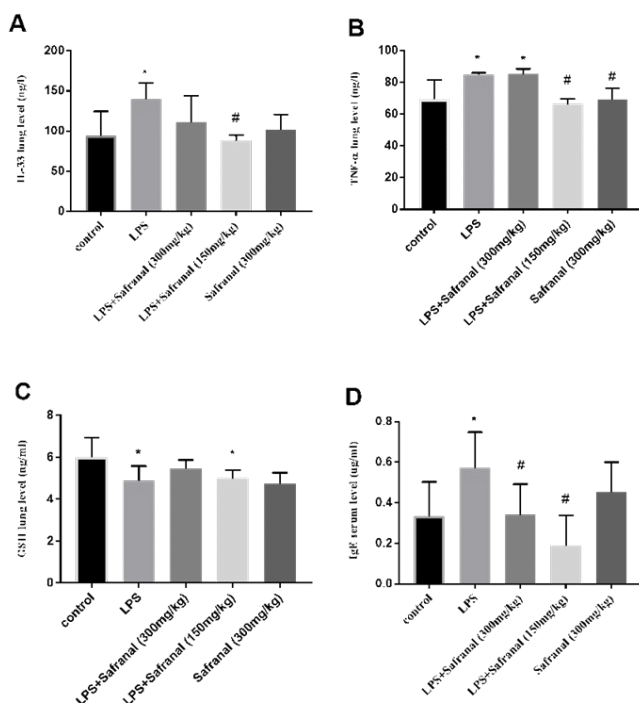 A
IL-33 lung level (ng/l)
200
150
100
50
0
*
#
control
LPS
LPS+Safranal (300mg/kg)
LPS+Safranal (150mg/kg)
Safranal (300mg/kg)
B
TNF-α lung level (ng/l)
100
80
60
40
20
0
*
*
#
#
control
LPS
LPS+Safranal (300mg/kg)
LPS+Safranal (150mg/kg)
Safranal (300mg/kg)
C
GSH lung level (ng/ml)
8
6
4
2
0
*
*
control
LPS
LPS+Safranal (300mg/kg)
LPS+Safranal (150mg/kg)
Safranal (300mg/kg)
D
IgE serum level (ug/ml)
0.8
0.6
0.4
0.2
0.0
*
#
#
control
LPS
LPS+Safranal (300mg/kg)
LPS+Safranal (150mg/kg)
Safranal (300mg/kg)